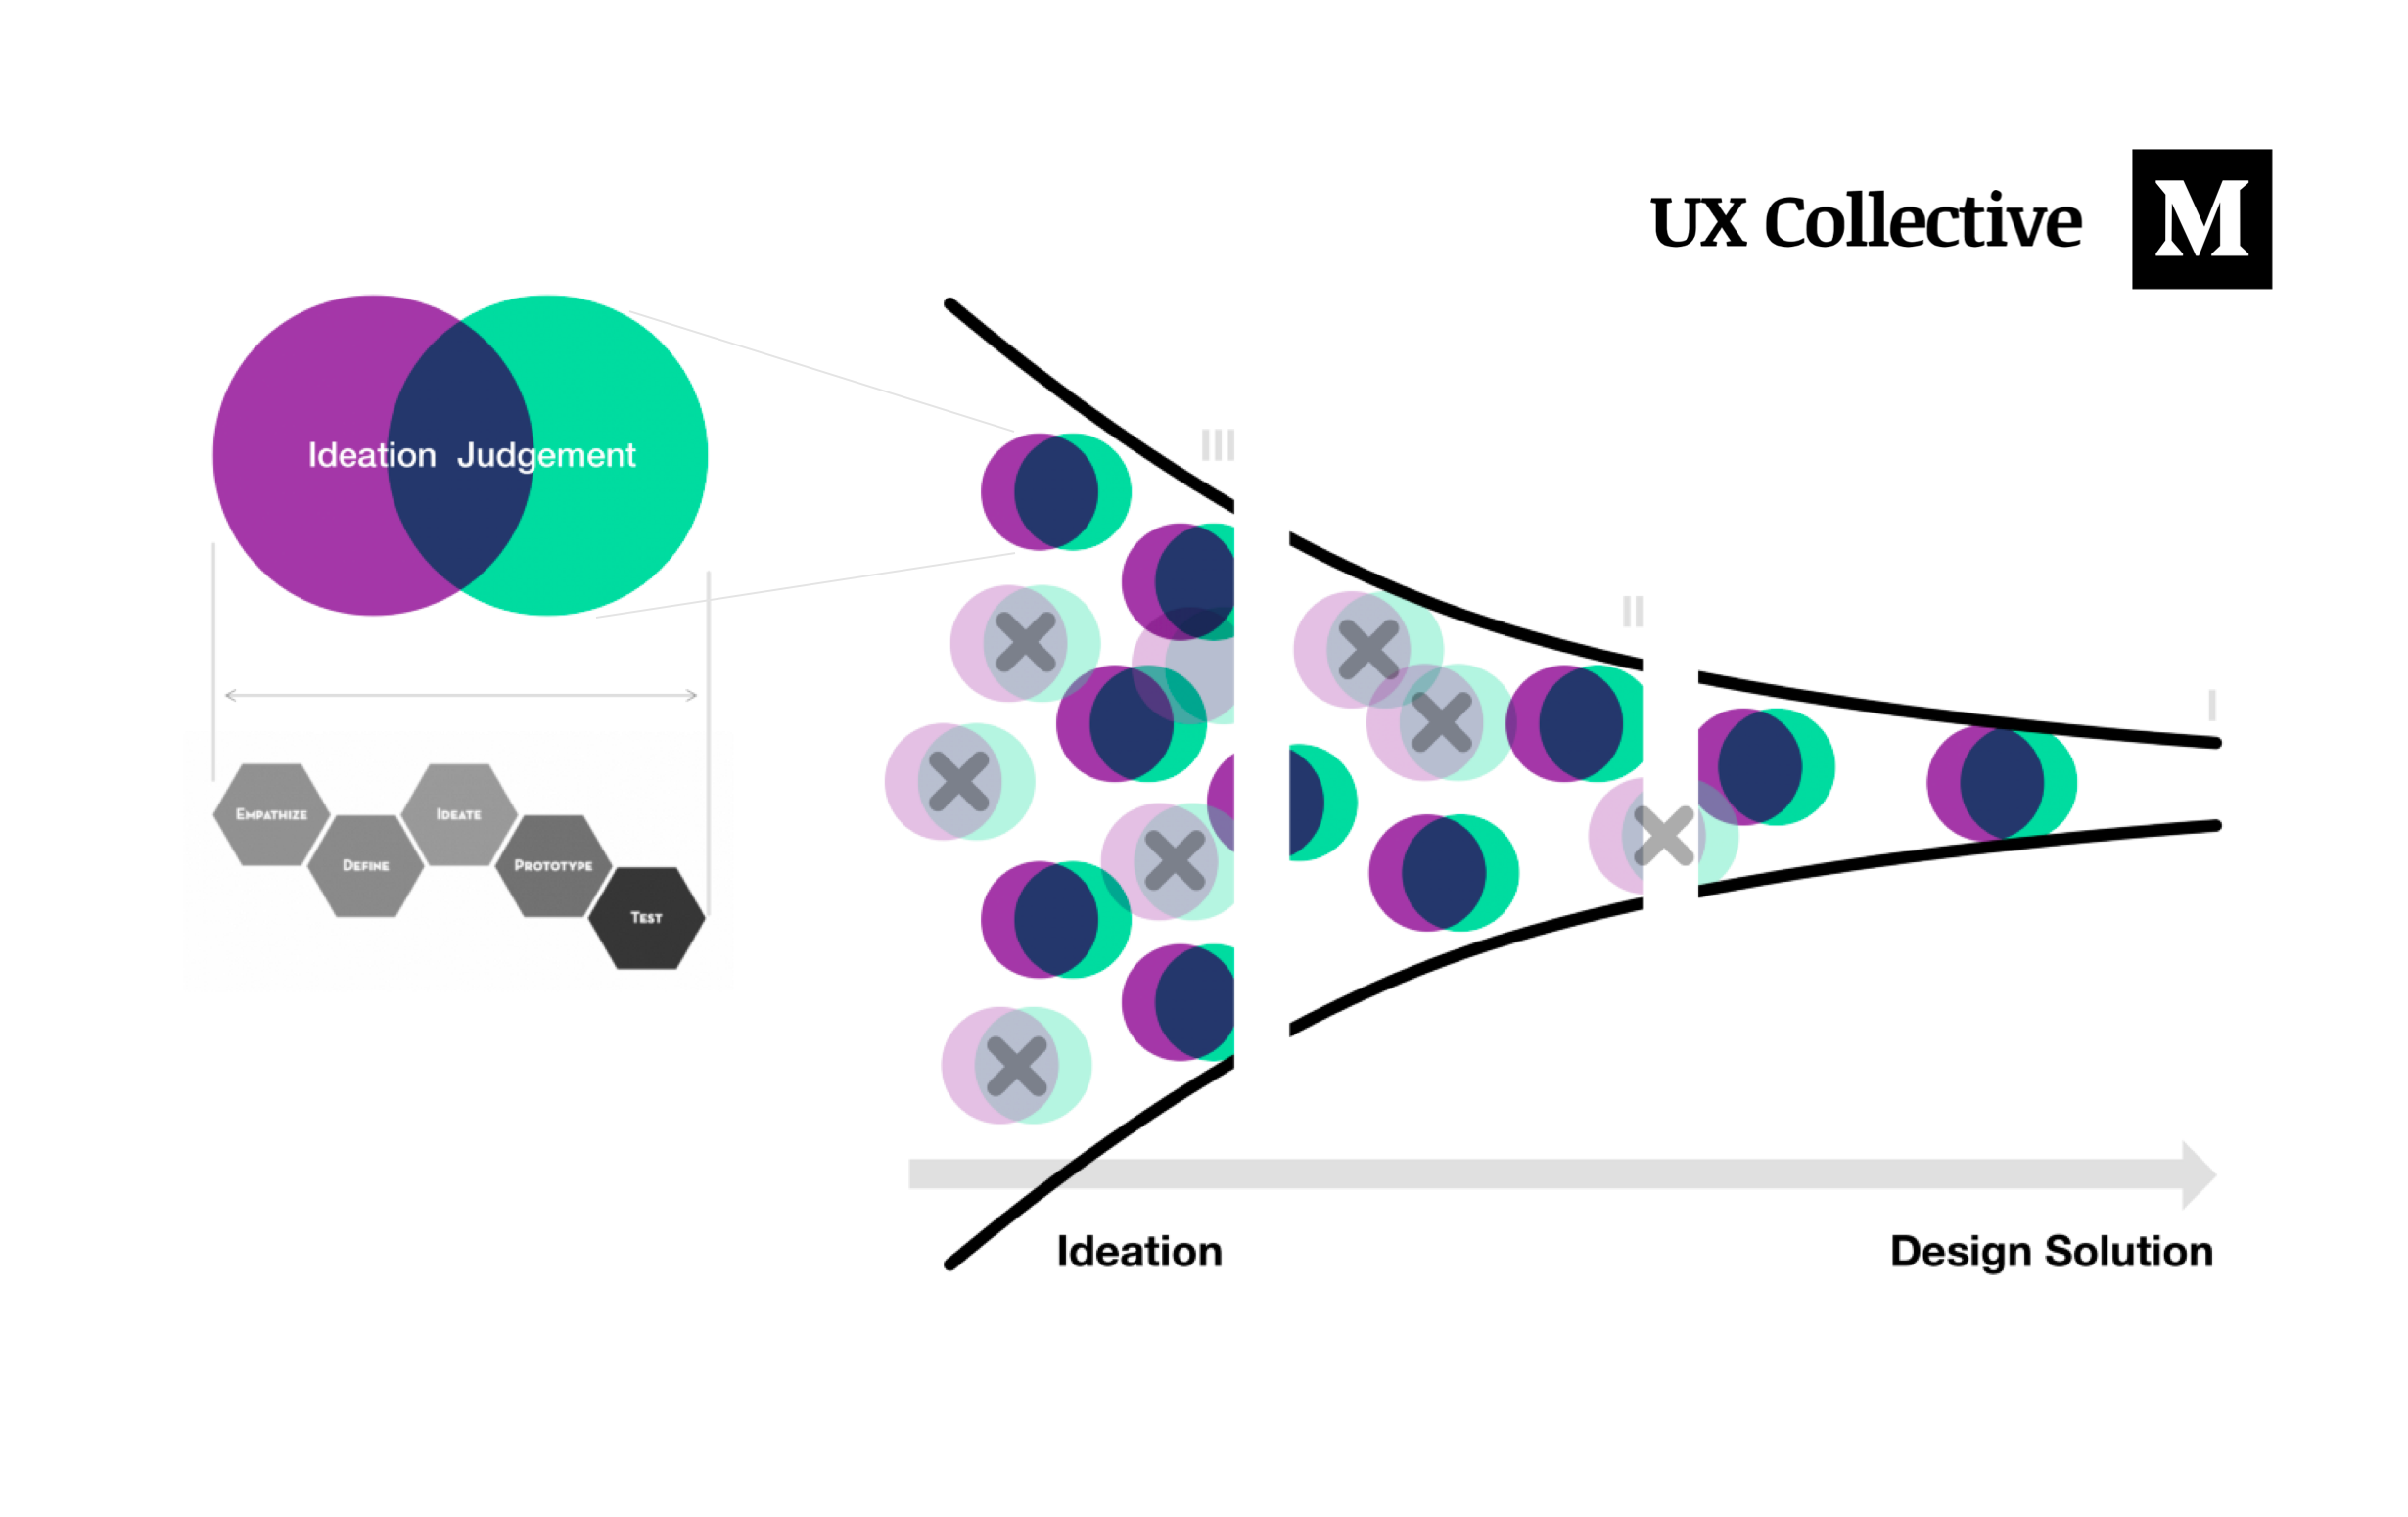 UX Collective
M
Ideation Judgement
III
II
I
EMPATHIZE
DEFINE
IDEATE
PROTOTYPE
TEST
Ideation
Design Solution